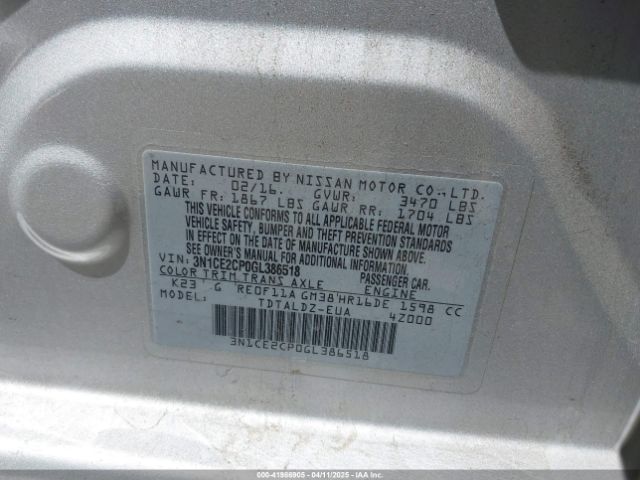 MANUFACTURED BY NISSAN MOTOR CO.,LTD.
DATE: 02/16. GVWR: 3470 LBS
GAWR FR: 1867 LBS GAWR RR: 1704 LBS
THIS VEHICLE CONFORMS TO ALL APPLICABLE FEDERAL MOTOR
VEHICLE SAFETY, BUMPER AND THEFT PREVENTION STANDARDS
IN EFFECT ON THE DATE OF MANUFACTURE SHOWN ABOVE.
SEE OWNER'S MANUAL FOR ADDITIONAL INFORMATION.
VIN: 3N1CE2CP0GL386518 PASSENGER CAR.
COLOR TRIM TRANS AXLE ENGINE
K23 G RE0F11A GM38 HR16DE 1598 CC
MODEL: TDTALDZ-EUA 4Z000
3N1CE2CP0GL386518
000-41966905 - 04/11/2025 - IAAI.COM